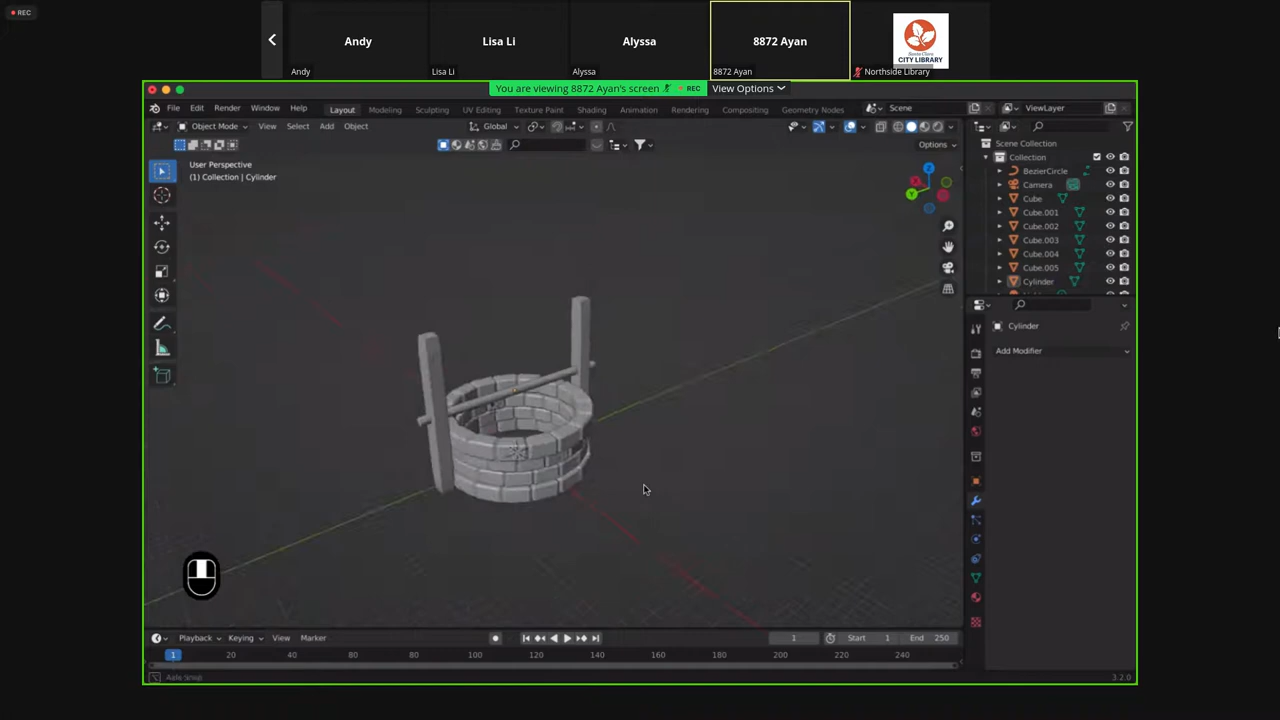 REC
Andy
Lisa Li
Alyssa
8872 Ayan
Santa Clara
CITY LIBRARY
Andy
Lisa Li
Alyssa
8872 Ayan
Northside Library
You are viewing 8872 Ayan's screen
REC
View Options
File Edit Render Window Help
Layout Modeling Sculpting UV Editing Texture Paint Shading Animation Rendering Compositing Geometry Nodes
Scene
ViewLayer
Object Mode View Select Add Object
Global
Options
User Perspective
(1) Collection | Cylinder
Z
X
Y
Scene Collection
Collection
BezierCircle
Camera
Cube
Cube.001
Cube.002
Cube.003
Cube.004
Cube.005
Cylinder
Cylinder
Add Modifier
Playback Keying View Marker
1
Start 1 End 250
1 20 40 60 80 100 120 140 160 180 200 220 240
3.2.0